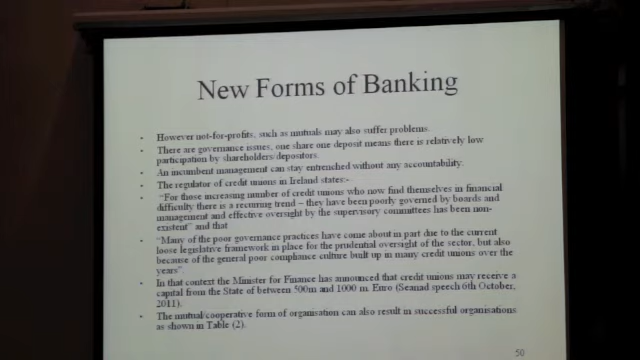 New Forms of Banking
• However not-for-profits, such as mutuals may also suffer problems.
• There are governance issues, one share one deposit means there is relatively low
participation by shareholders/depositors.
• An incumbent management can stay entrenched without any accountability.
• The regulator of credit unions in Ireland states:-
• "For those increasing number of credit unions who now find themselves in financial
difficulty there is a recurring trend – they have been poorly governed by boards and
management and effective oversight by the supervisory committees has been non-
existent" and that
• "Many of the poor governance practices have come about in part due to the current
loose legislative framework in place for the prudential oversight of the sector, but also
because of the general poor compliance culture built up in many credit unions over the
years".
• In that context the Minister for Finance has announced that credit unions may receive a
capital from the State of between 500m and 1000 m. Euro (Seanad speech 6th October,
2011).
• The mutual/cooperative form of organisation can also result in successful organisations
as shown in Table (2).
50